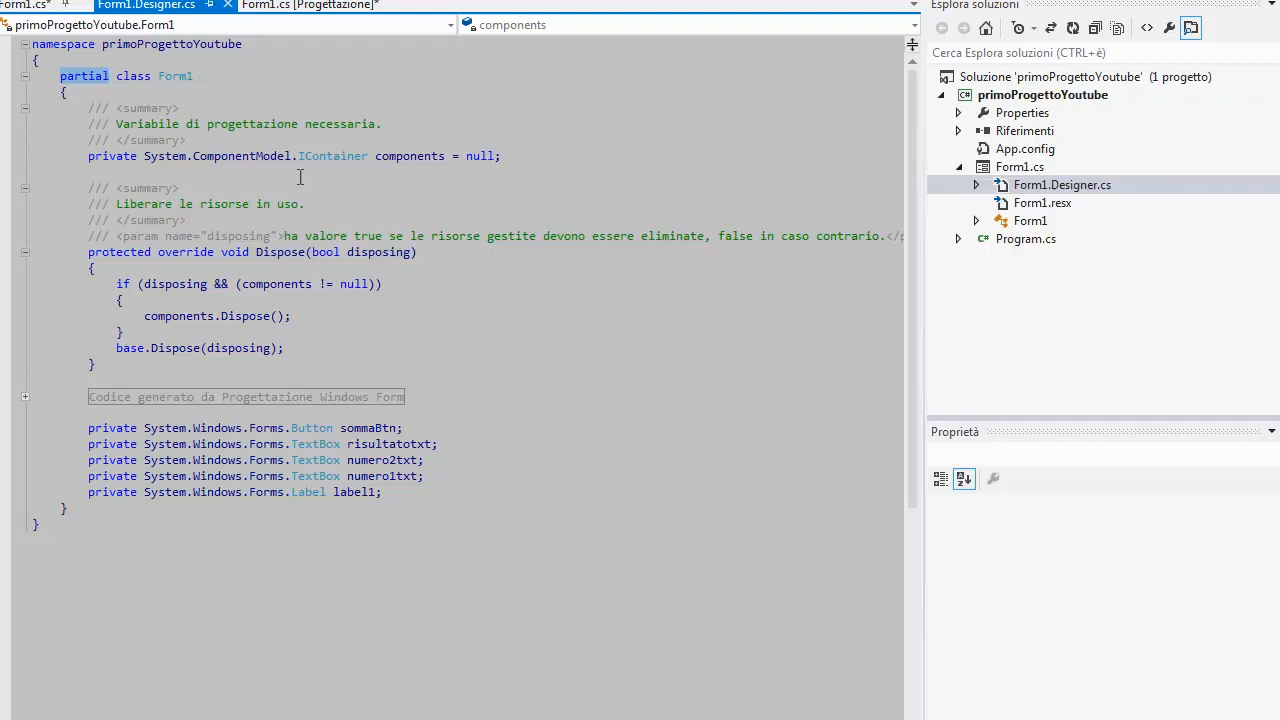 Form1.cs*
Form1.Designer.cs
Form1.cs [Progettazione]*
primoProgettoYoutube.Form1
components
namespace primoProgettoYoutube
{
partial class Form1
{
/// <summary>
/// Variabile di progettazione necessaria.
/// </summary>
private System.ComponentModel.IContainer components = null;
/// <summary>
/// Liberare le risorse in uso.
/// </summary>
/// <param name="disposing">ha valore true se le risorse gestite devono essere eliminate, false in caso contrario.</p
protected override void Dispose(bool disposing)
{
if (disposing && (components != null))
{
components.Dispose();
}
base.Dispose(disposing);
}
Codice generato da Progettazione Windows Form
private System.Windows.Forms.Button sommaBtn;
private System.Windows.Forms.TextBox risultatotxt;
private System.Windows.Forms.TextBox numero2txt;
private System.Windows.Forms.TextBox numero1txt;
private System.Windows.Forms.Label label1;
}
}
Esplora soluzioni
Cerca Esplora soluzioni (CTRL+è)
Soluzione 'primoProgettoYoutube' (1 progetto)
C# primoProgettoYoutube
Properties
Riferimenti
App.config
Form1.cs
Form1.Designer.cs
Form1.resx
Form1
C# Program.cs
Proprietà